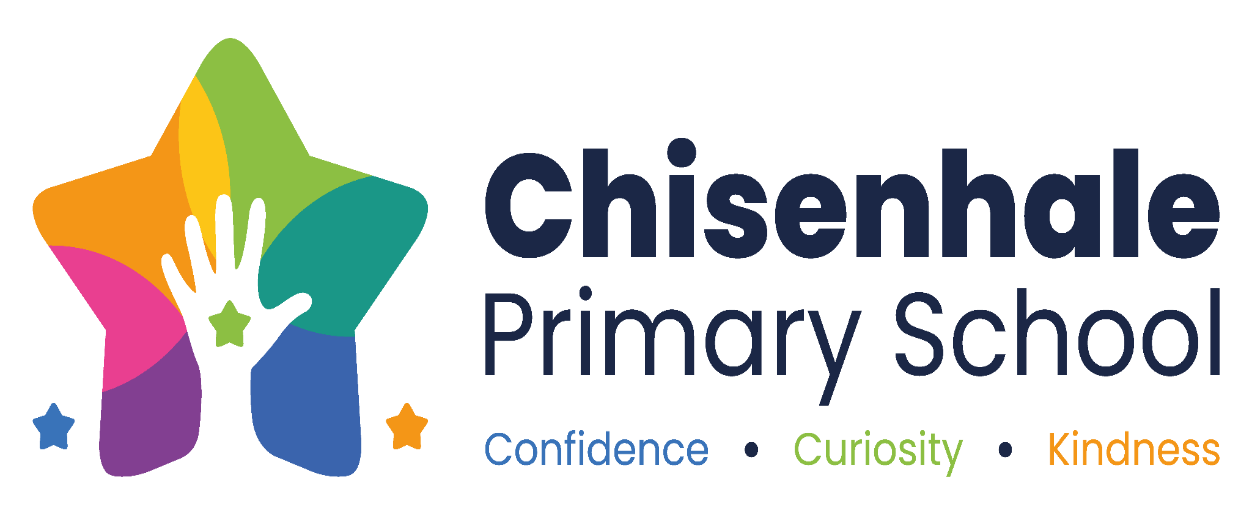 Chisenhale
Primary School
Confidence • Curiosity • Kindness